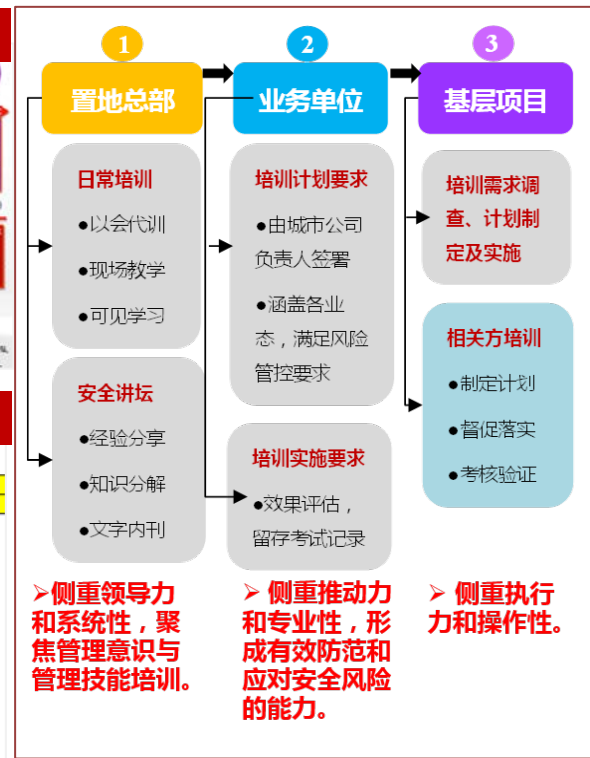 1
置地总部
日常培训
●以会代训
●现场教学
●可见学习
安全讲坛
●经验分享
●知识分解
●文字内刊
➢侧重领导力
和系统性，聚
焦管理意识与
管理技能培训。
2
业务单位
培训计划要求
●由城市公司
负责人签署
●涵盖各业
态，满足风险
管控要求
培训实施要求
●效果评估，
留存考试记录
➢ 侧重推动力
和专业性，形
成有效防范和
应对安全风险
的能力。
3
基层项目
培训需求调
查、计划制
定及实施
相关方培训
●制定计划
●督促落实
●考核验证
➢ 侧重执行
力和操作性。